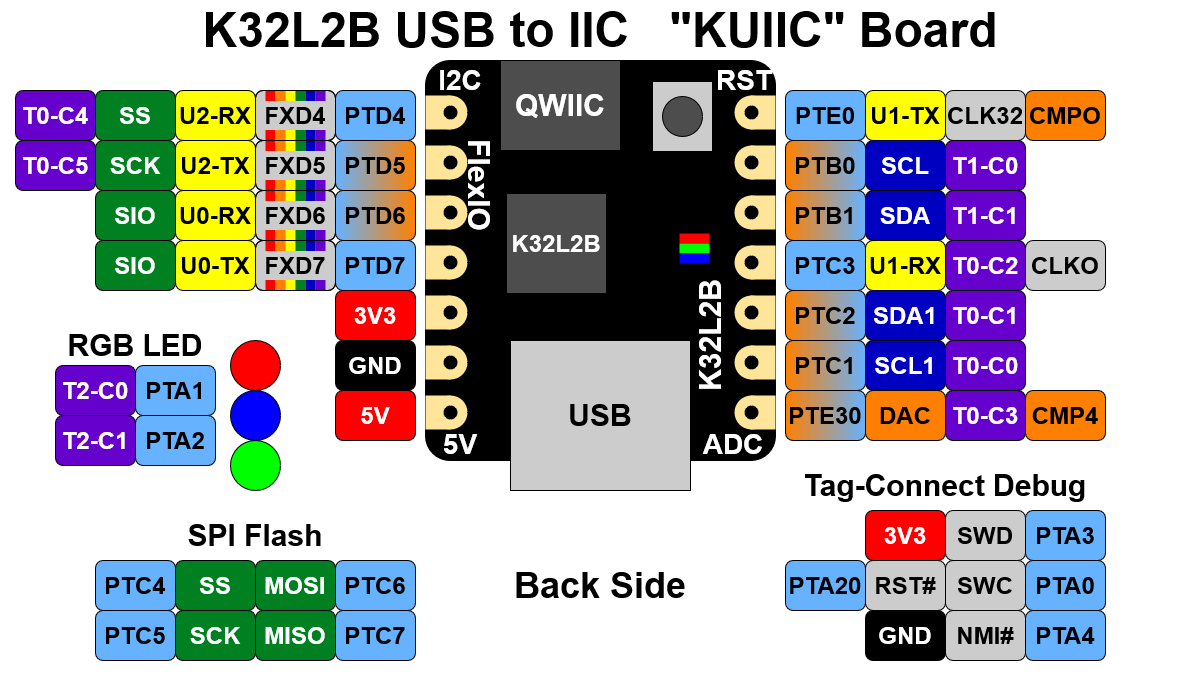 K32L2B USB to IIC "KUIIC" Board
I2C
QWIIC
RST
T0-C4 SS U2-RX FXD4 PTD4
PTE0 U1-TX CLK32 CMPO
T0-C5 SCK U2-TX FXD5 PTD5
PTB0 SCL T1-C0
FlexIO
SIO U0-RX FXD6 PTD6
PTB1 SDA T1-C1
K32L2B
SIO U0-TX FXD7 PTD7
PTC3 U1-RX T0-C2 CLKO
3V3
PTC2 SDA1 T0-C1
K32L2B
RGB LED
GND
PTC1 SCL1 T0-C0
T2-C0 PTA1
5V
USB
PTE30 DAC T0-C3 CMP4
T2-C1 PTA2
5V
ADC
Tag-Connect Debug
SPI Flash
3V3 SWD PTA3
PTC4 SS MOSI PTC6
Back Side
PTA20 RST# SWC PTA0
PTC5 SCK MISO PTC7
GND NMI# PTA4